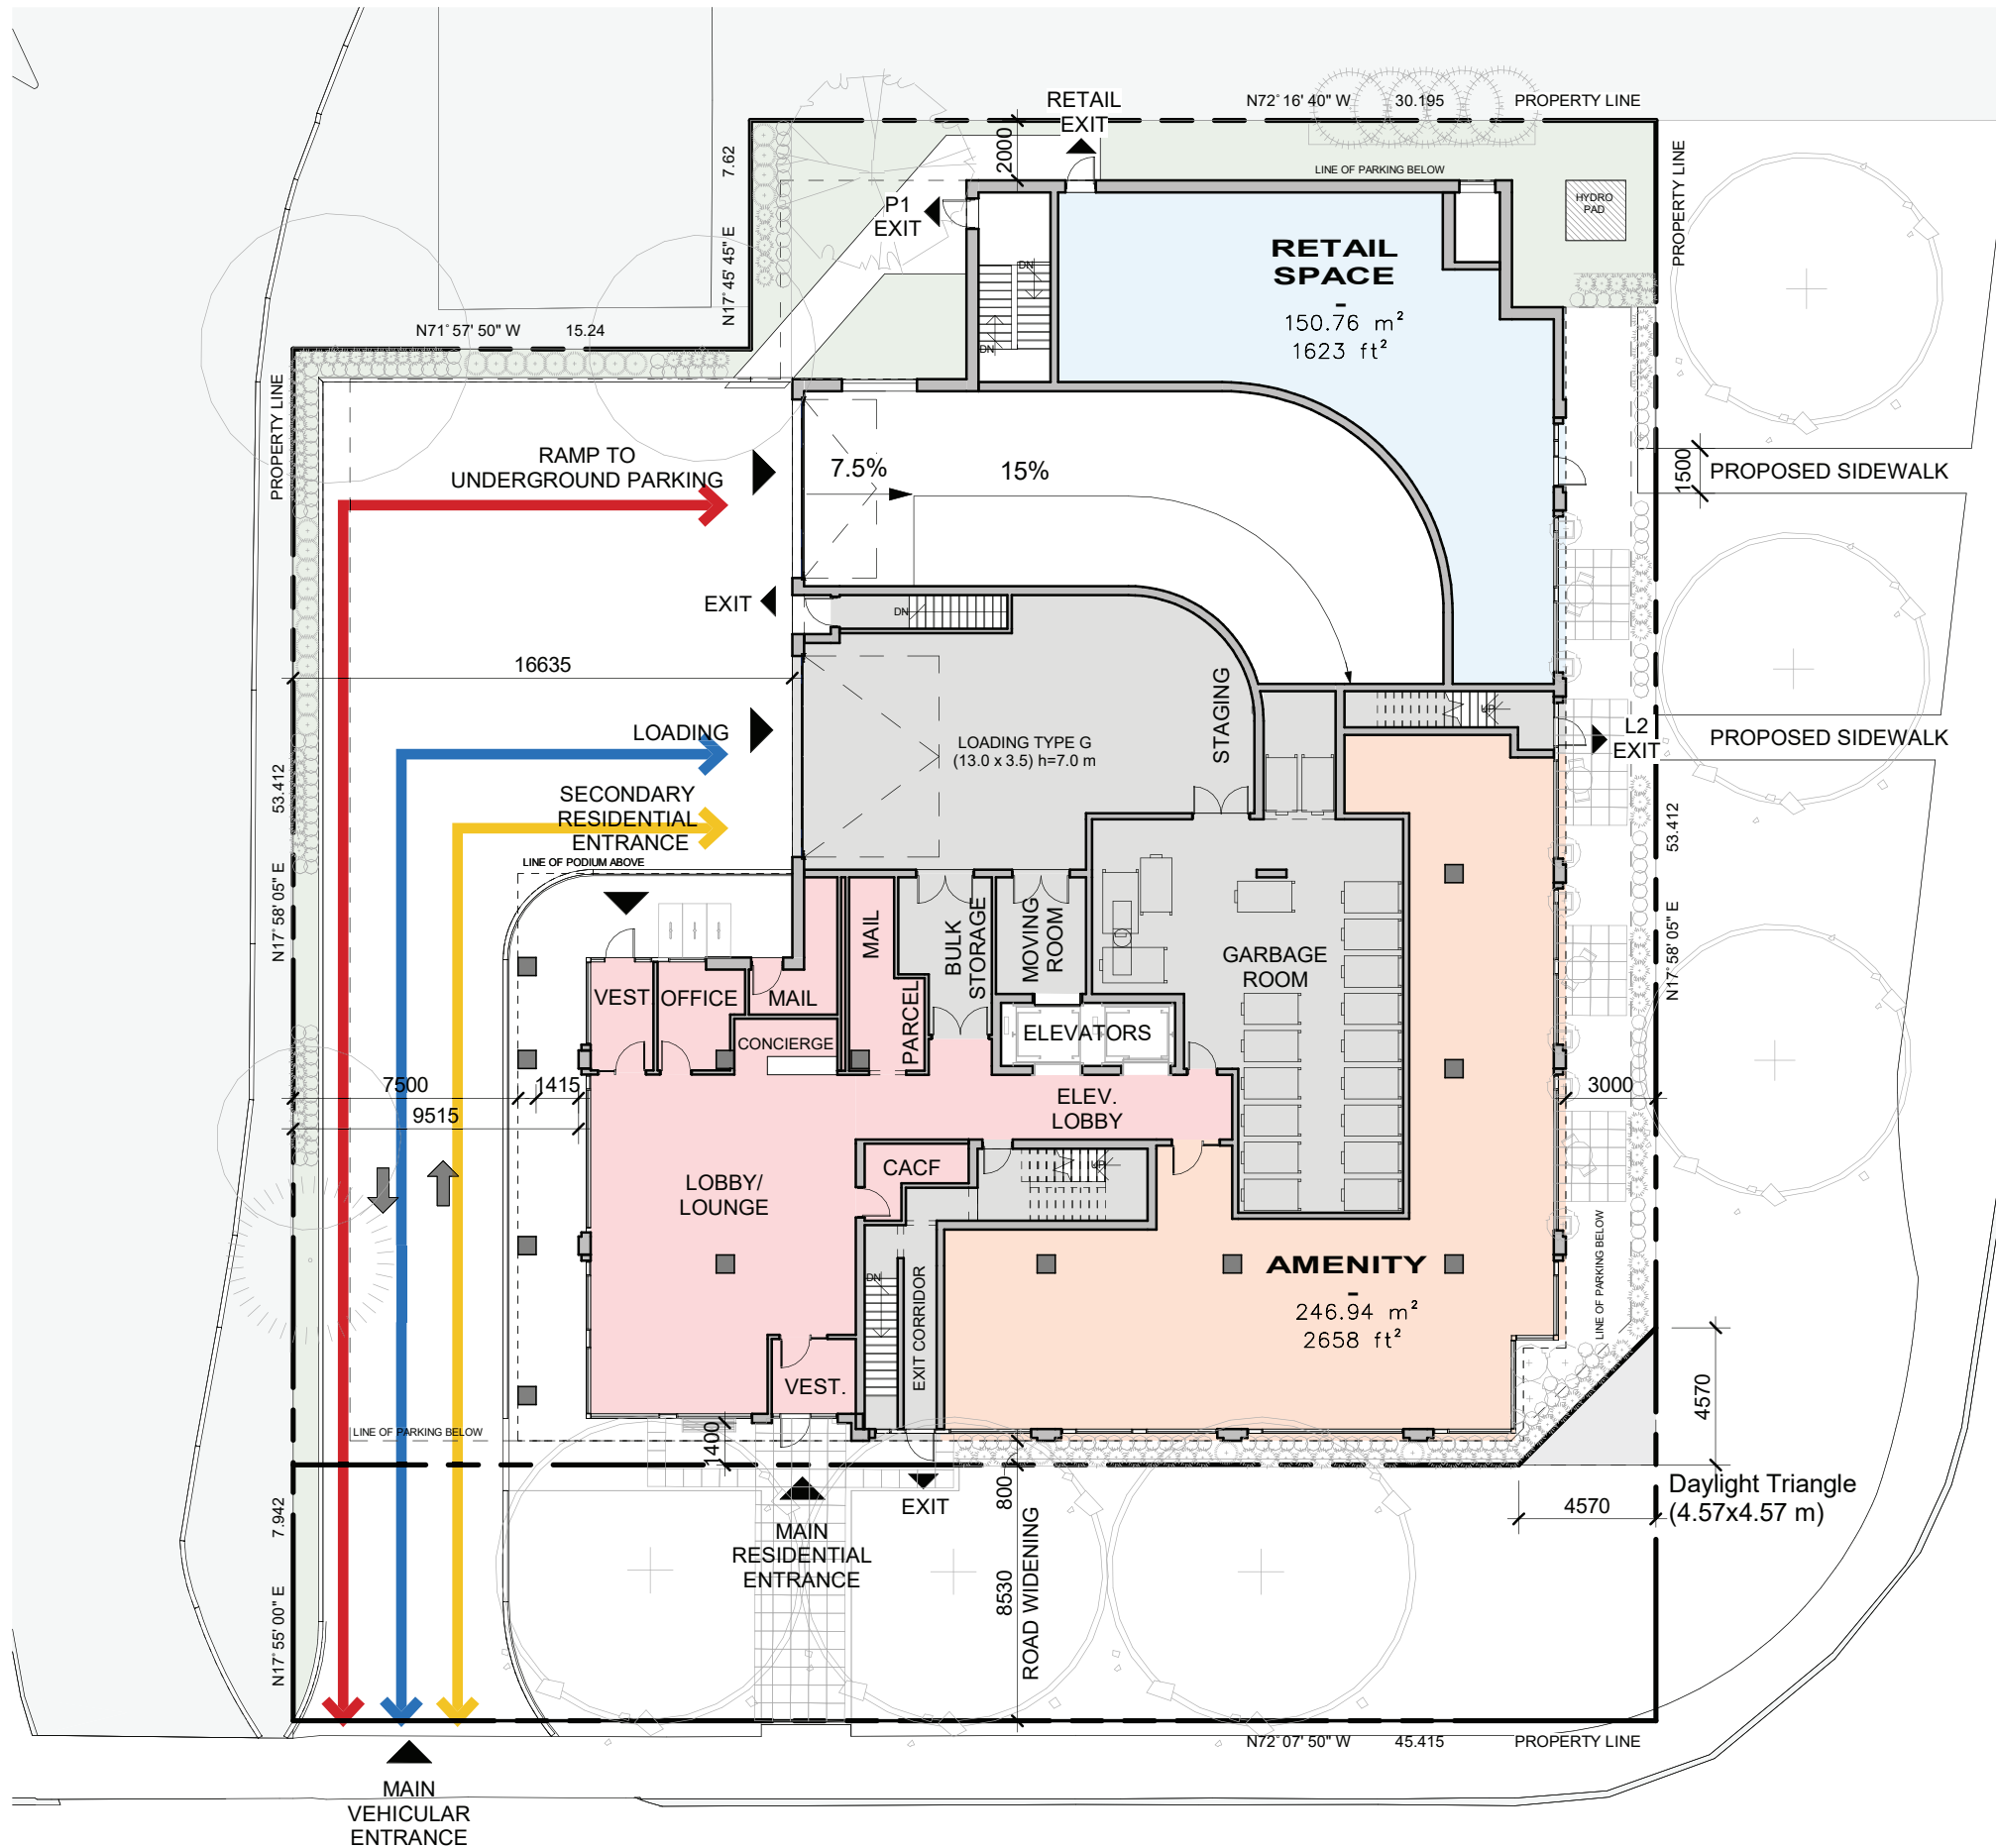 RETAIL
EXIT
N72° 16' 40" W
30.195
PROPERTY LINE
2000
7.62
N17° 45' 45" E
LINE OF PARKING BELOW
PROPERTY LINE
HYDRO
PAD
P1
EXIT
DN
DN
RETAIL
SPACE
-
150.76 m²
1623 ft²
N71° 57' 50" W
15.24
PROPERTY LINE
RAMP TO
UNDERGROUND PARKING
7.5%
15%
1500
PROPOSED SIDEWALK
EXIT
DN
16635
LOADING
LOADING TYPE G
(13.0 x 3.5) h=7.0 m
STAGING
UP
L2
EXIT
PROPOSED SIDEWALK
SECONDARY
RESIDENTIAL
ENTRANCE
LINE OF PODIUM ABOVE
53.412
N17° 58' 05" E
53.412
N17° 58' 05" E
MAIL
BULK
STORAGE
MOVING
ROOM
GARBAGE
ROOM
VEST.
OFFICE
MAIL
PARCEL
CONCIERGE
ELEVATORS
7500
1415
9515
3000
ELEV.
LOBBY
CACF
UP
LOBBY/
LOUNGE
LINE OF PARKING BELOW
DN
EXIT CORRIDOR
AMENITY
-
246.94 m²
2658 ft²
VEST.
4570
LINE OF PARKING BELOW
1400
800
EXIT
4570
Daylight Triangle
(4.57x4.57 m)
7.942
N17° 55' 00" E
MAIN
RESIDENTIAL
ENTRANCE
8530
ROAD WIDENING
N72° 07' 50" W
45.415
PROPERTY LINE
MAIN
VEHICULAR
ENTRANCE